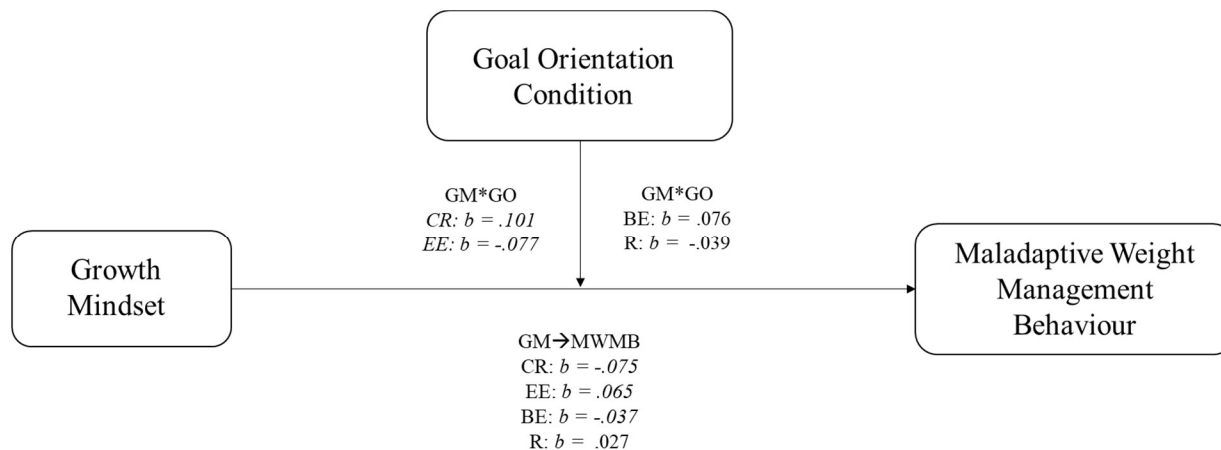 Goal Orientation
Condition
GM*GO
CR: b = .101
EE: b = -.077
GM*GO
BE: b = .076
R: b = -.039
Growth
Mindset
Maladaptive Weight
Management
Behaviour
GM→MWMB
CR: b = -.075
EE: b = .065
BE: b = -.037
R: b = .027